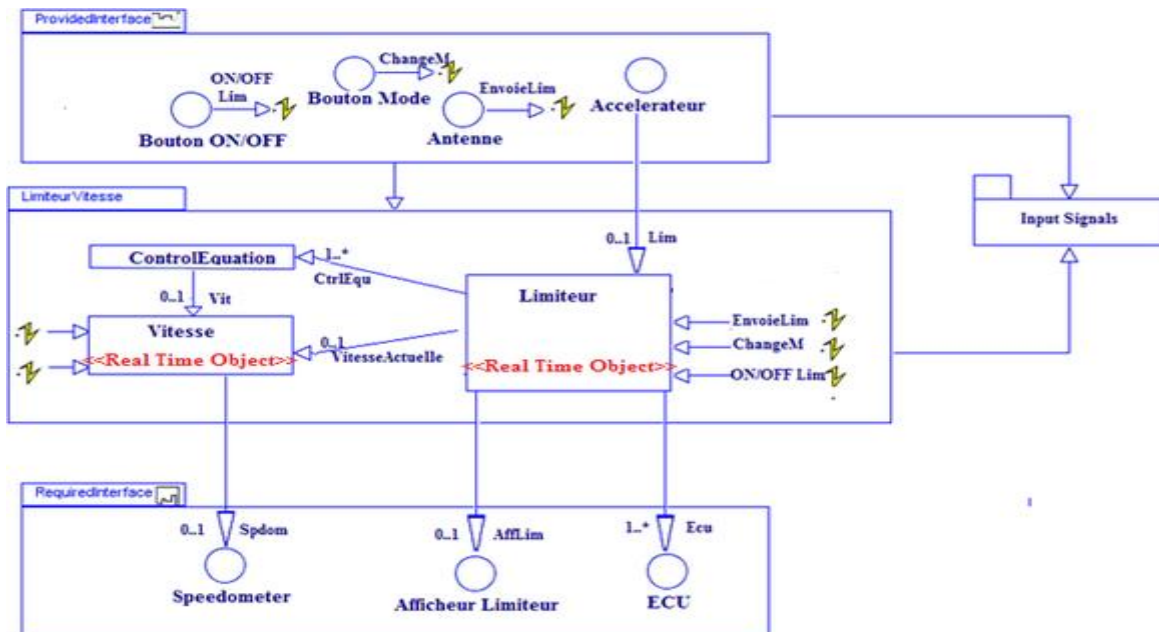 ProvidedInterface
ChangeM
ON/OFF
Lim
EnvoieLim
Bouton Mode
Accelerateur
Bouton ON/OFF
Antenne
LimiteurVitesse
Input Signals
0..1 Lim
ControlEquation
1..*
CtrlEqu
Limiteur
0..1 Vit
EnvoieLim
Vitesse
0..1
ChangeM
<<Real Time Object>>
VitesseActuelle
<<Real Time Object>>
ON/OFF Lim
RequiredInterface
0..1 Spdom
0..1 AffLim
1..* Ecu
Speedometer
Afficheur Limiteur
ECU